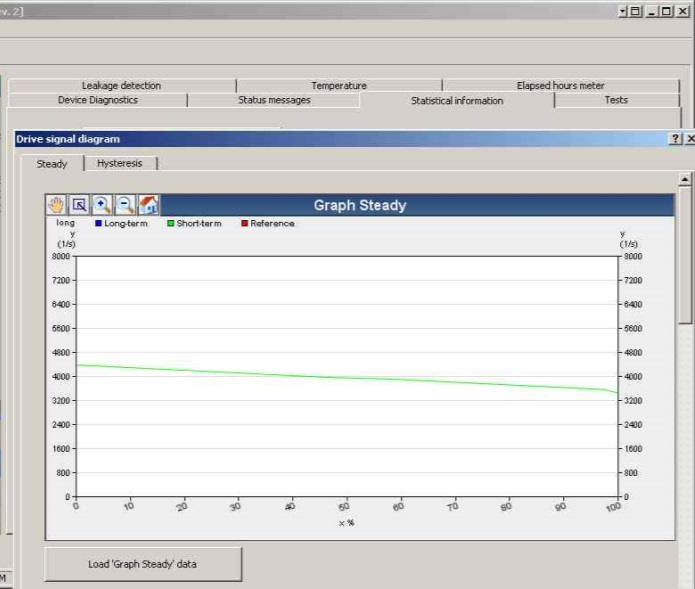 v.2]
Leakage detection Temperature Elapsed hours meter
Device Diagnostics Status messages Statistical information Tests
Drive signal diagram
Steady Hysteresis
Graph Steady
long Long-term Short-term Reference
y y
(1/s) (1/s)
8000 8000
7200 7200
6400 6400
5600 5600
4800 4800
4000 4000
3200 3200
2400 2400
1600 1600
800 800
0 0
0 10 20 30 40 50 60 70 80 90 100
x %
Load 'Graph Steady' data
M